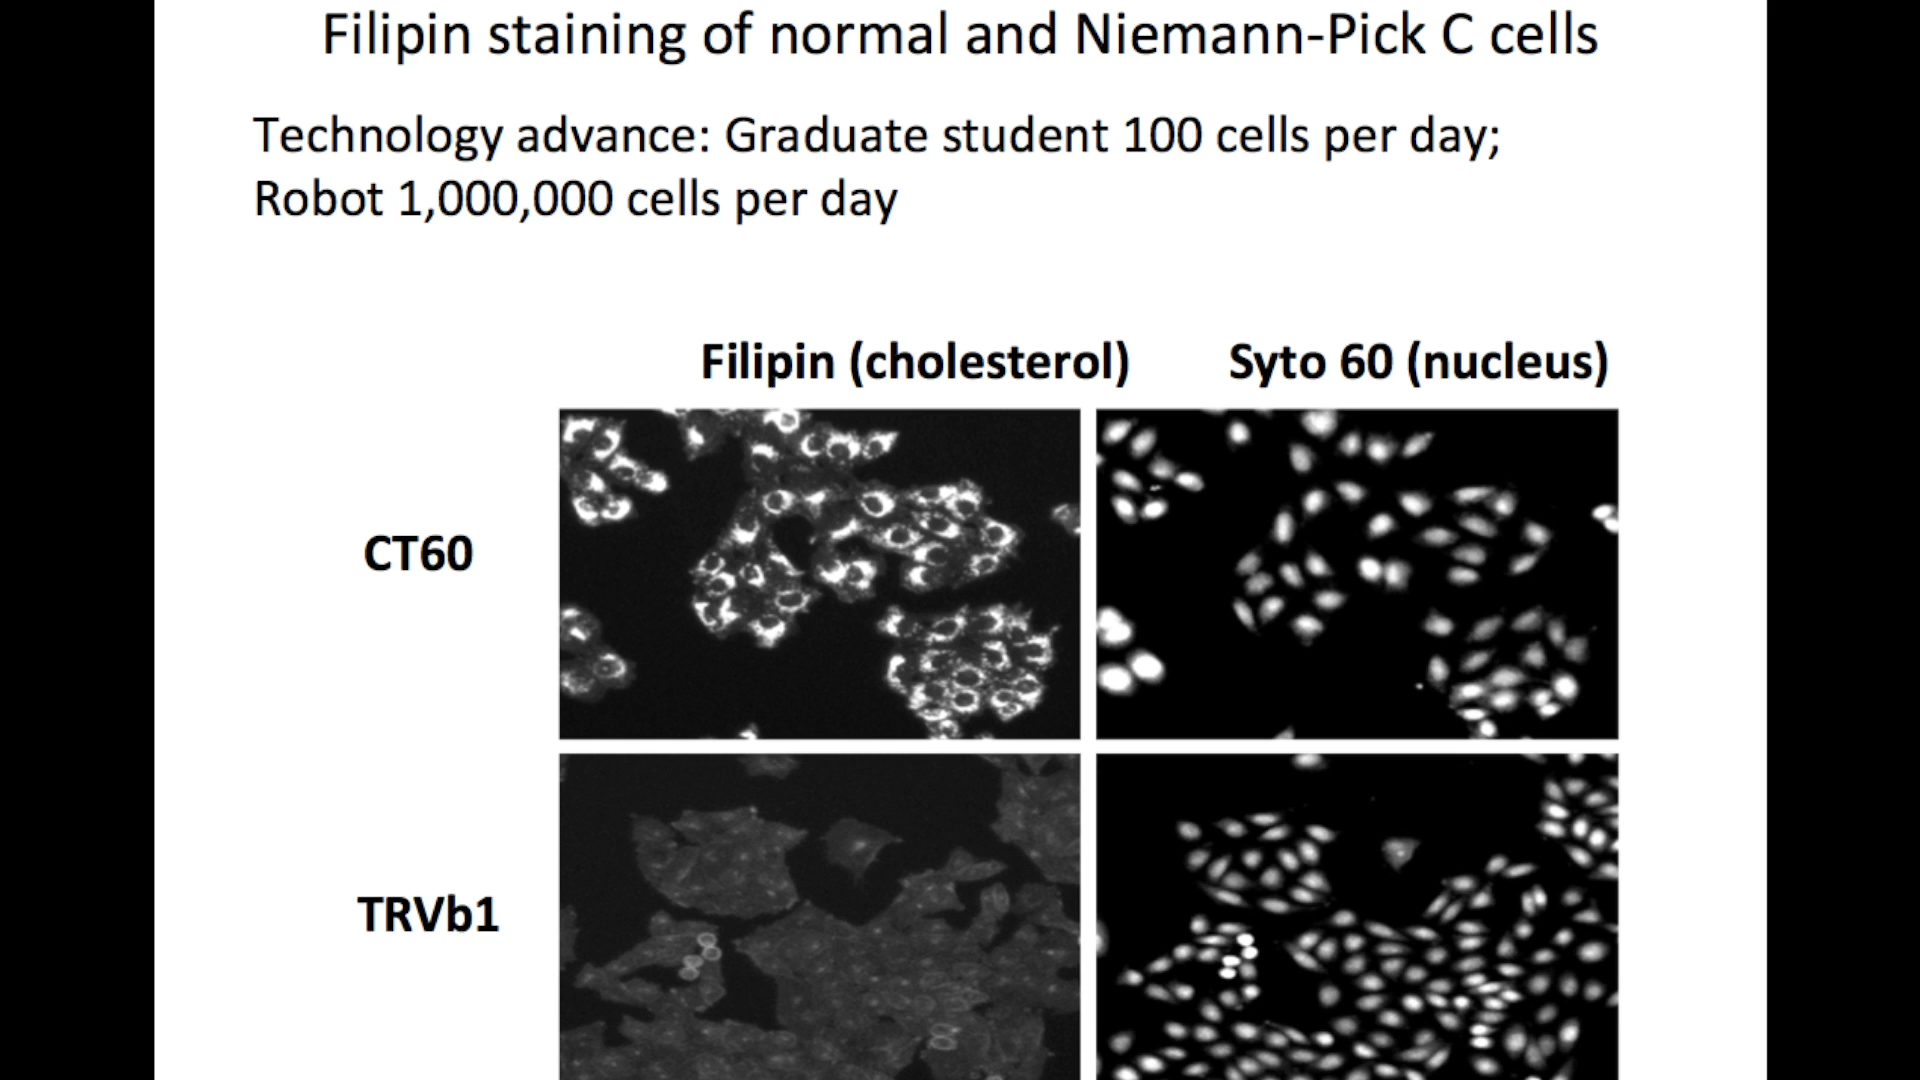 Filipin staining of normal and Niemann-Pick C cells
Technology advance: Graduate student 100 cells per day;
Robot 1,000,000 cells per day
Filipin (cholesterol)
Syto 60 (nucleus)
CT60
TRVb1